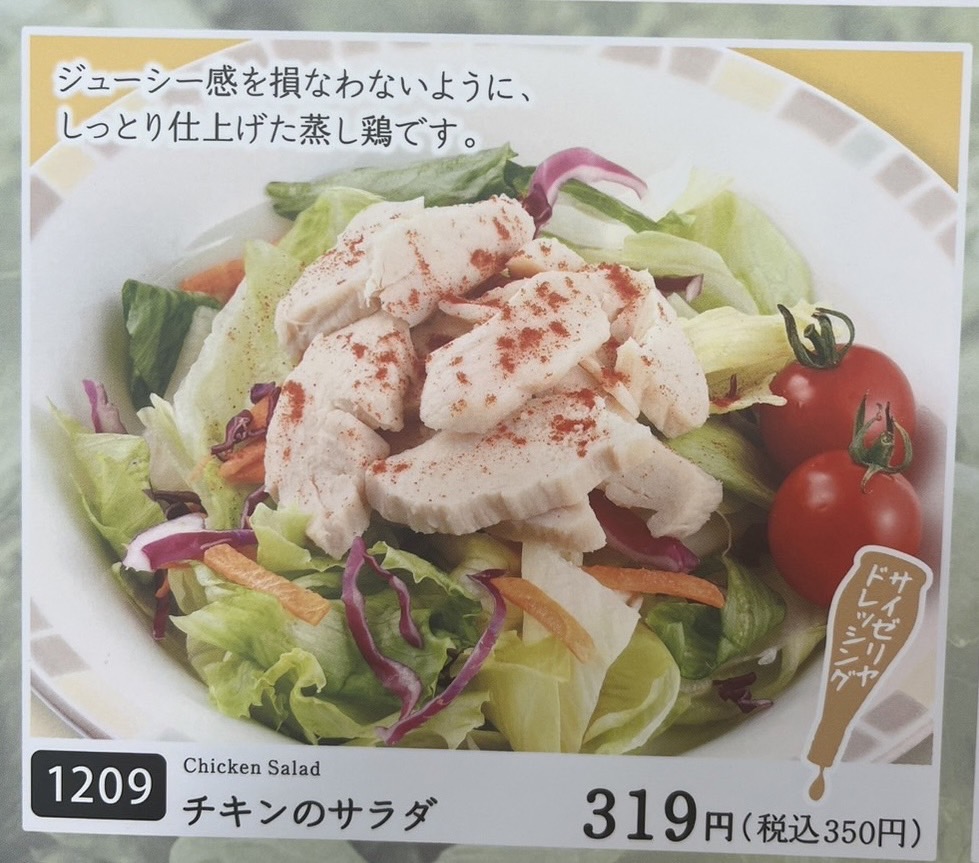 ジューシー感を損なわないように、
しっとり仕上げた蒸し鶏です。
サイゼリヤ
ドレッシング
1209
Chicken Salad
チキンのサラダ
319円(税込350円)